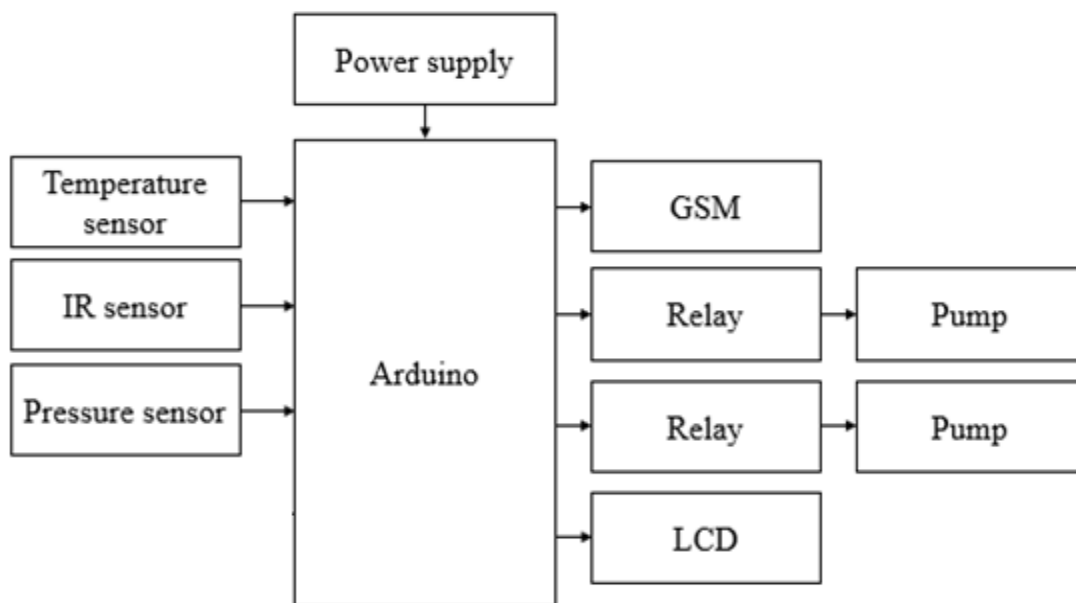 Power supply
Temperature
sensor
IR sensor
Pressure sensor
Arduino
GSM
Relay
Pump
Relay
Pump
LCD